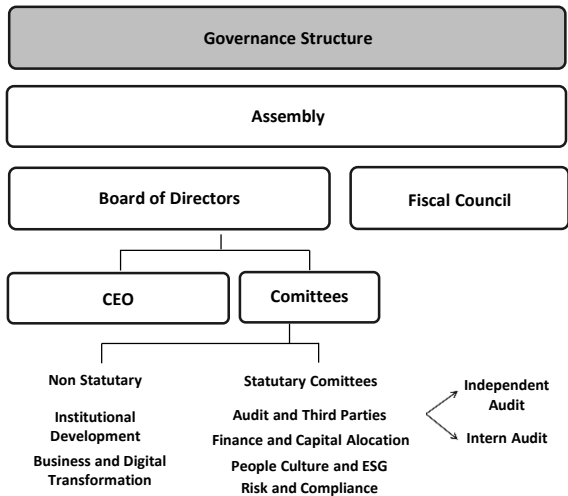 Governance Structure
Assembly
Board of Directors
Fiscal Council
CEO
Comittees
Non Statutary
Institutional
Development
Business and Digital
Transformation
Statutary Comittees
Audit and Third Parties
Finance and Capital Alocation
People Culture and ESG
Risk and Compliance
Independent
Audit
Intern Audit